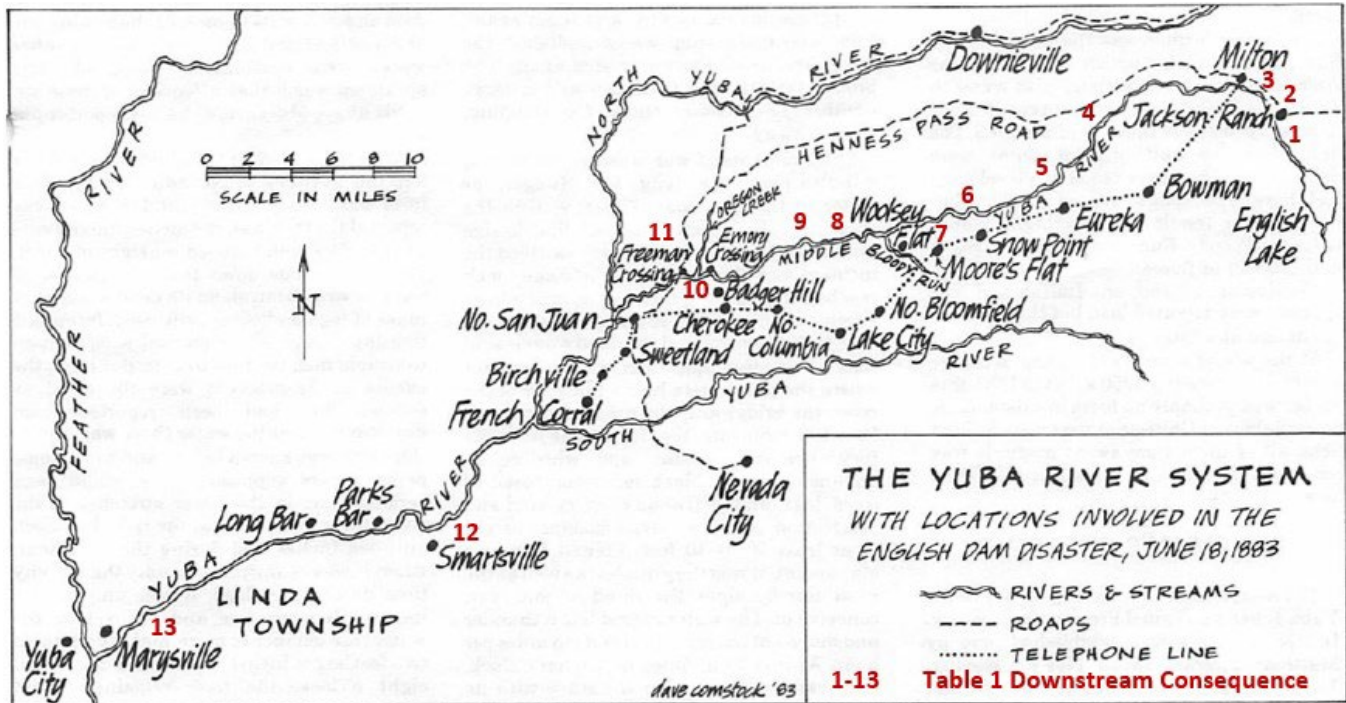 NORTH
YUBA
RIVER
Downieville
Milton
3
2
Jackson Ranch
1
4
HENNESS PASS ROAD
RIVER
5
RIVER
0 2 4 6 8 10
SCALE IN MILES
N
OREGON CREEK
11
Freeman Crossing
Emory Crossing
9
8
MIDDLE
Woolsey Flat
6
YUBA
7
Bowman
Eureka
Snow Point
English Lake
Moore's Flat
BLOODY RUN
10
Badger Hill
No. San Juan
Cherokee
No. Columbia
Lake City
No. Bloomfield
Sweetland
Birchville
French Corral
SOUTH
YUBA
RIVER
FEATHER
Nevada City
Parks Bar
Long Bar
RIVER
12
Smartsville
YUBA
LINDA TOWNSHIP
13
Marysville
Yuba City
THE YUBA RIVER SYSTEM
WITH LOCATIONS INVOLVED IN THE
ENGLISH DAM DISASTER, JUNE 18, 1883
RIVERS & STREAMS
ROADS
TELEPHONE LINE
1-13 Table 1 Downstream Consequence
dave comstock '83